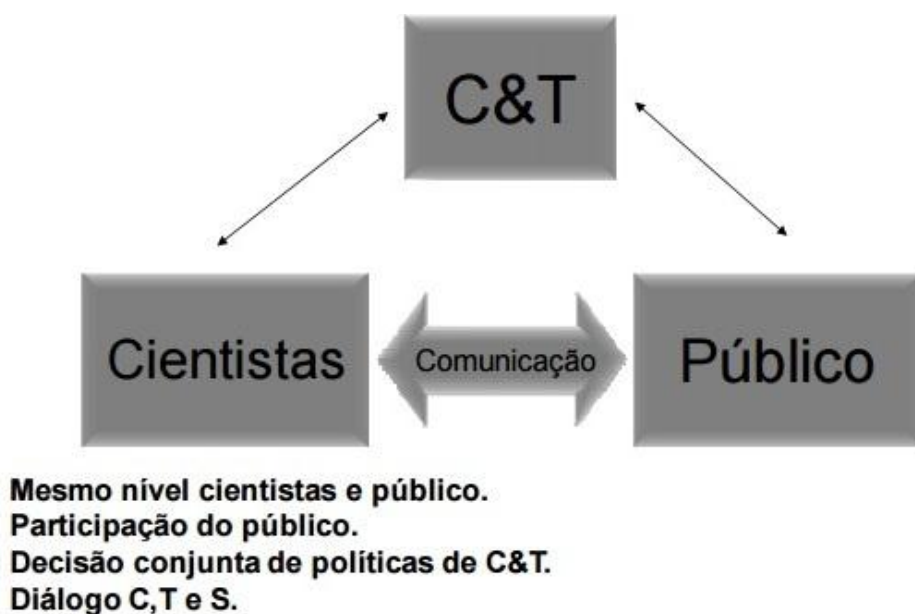 C&T
Cientistas
Comunicação
Público
Mesmo nível cientistas e público.
Participação do público.
Decisão conjunta de políticas de C&T.
Diálogo C,T e S.